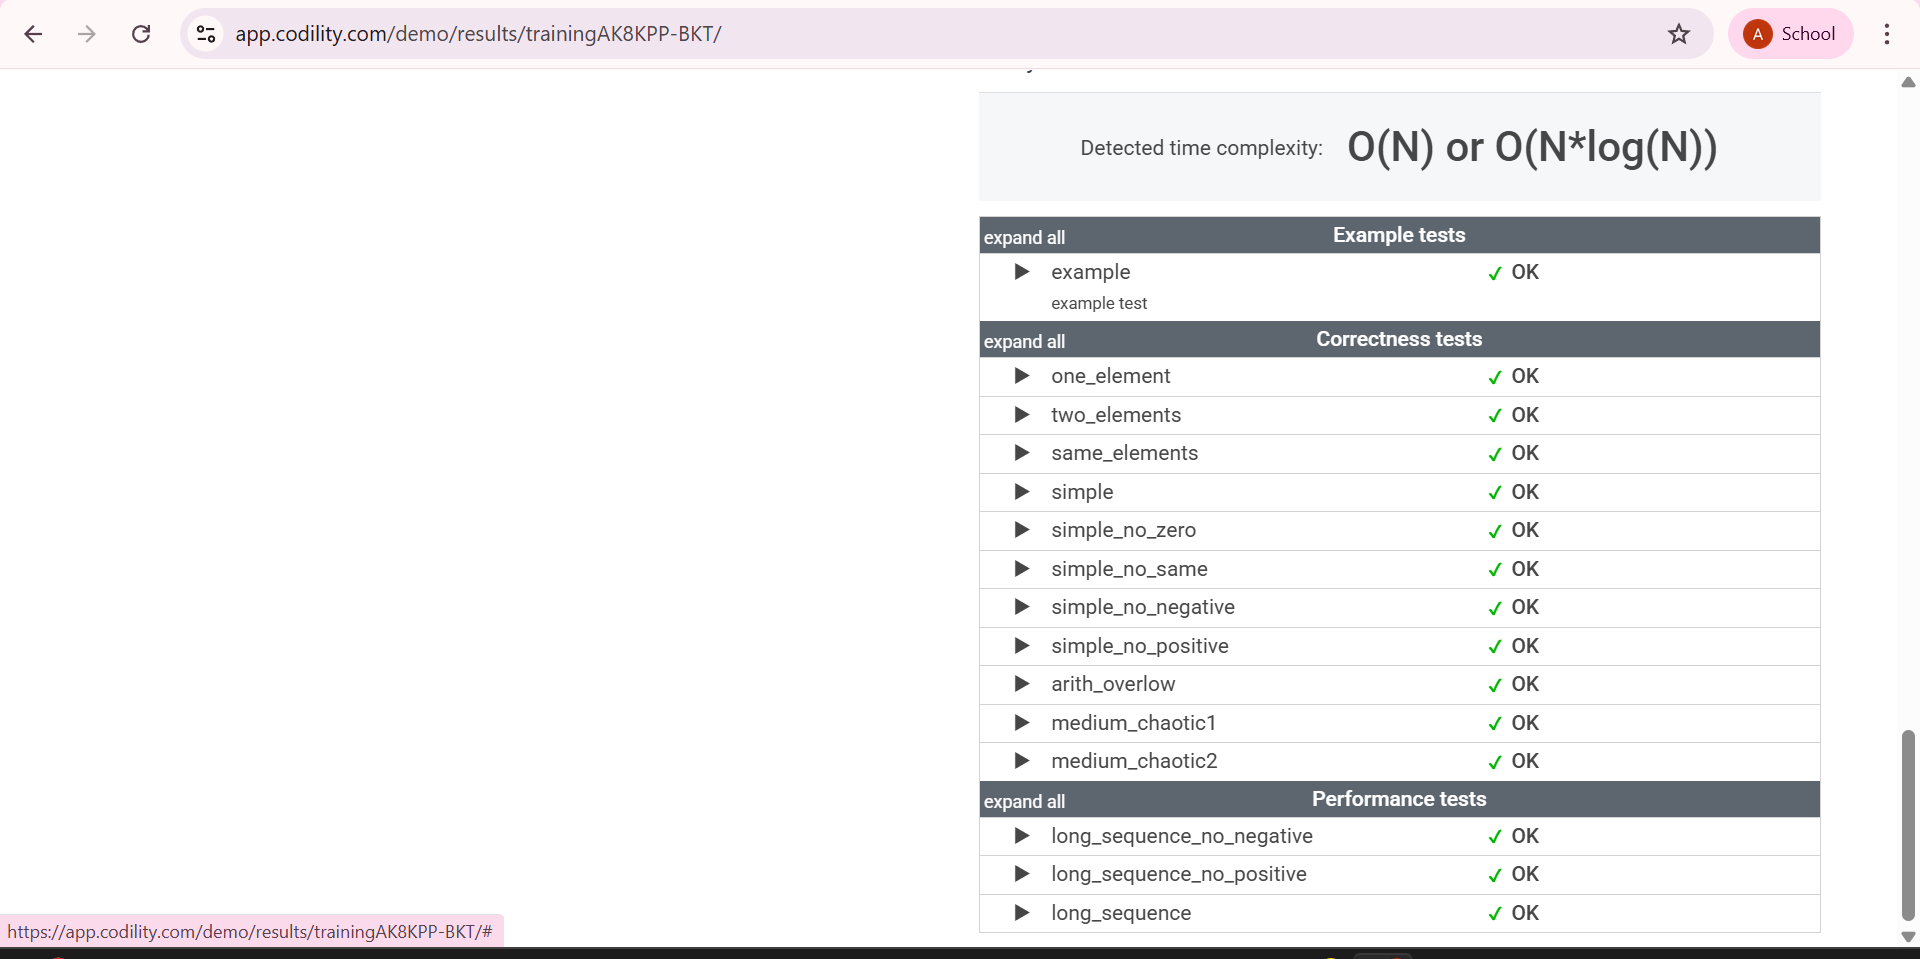 app.codility.com/demo/results/trainingAK8KPP-BKT/
A School
Detected time complexity: O(N) or O(N*log(N))
expand all Example tests
example ✓ OK
example test
expand all Correctness tests
one_element ✓ OK
two_elements ✓ OK
same_elements ✓ OK
simple ✓ OK
simple_no_zero ✓ OK
simple_no_same ✓ OK
simple_no_negative ✓ OK
simple_no_positive ✓ OK
arith_overlow ✓ OK
medium_chaotic1 ✓ OK
medium_chaotic2 ✓ OK
expand all Performance tests
long_sequence_no_negative ✓ OK
long_sequence_no_positive ✓ OK
long_sequence ✓ OK
https://app.codility.com/demo/results/trainingAK8KPP-BKT/#